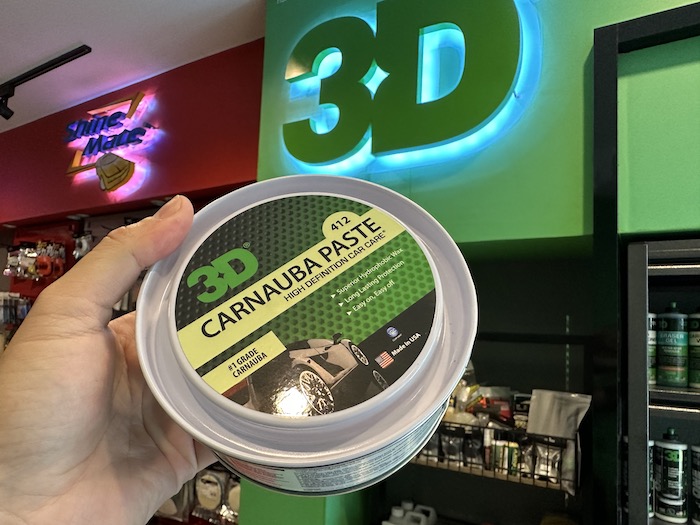 3D
Shine
Mate
3D
412
CARNAUBA PASTE
HIGH DEFINITION CAR CARE
Superior Hydrophobic Wax
Long Lasting Protection
Easy on, Easy off
#1 GRADE
CARNAUBA
Made in USA